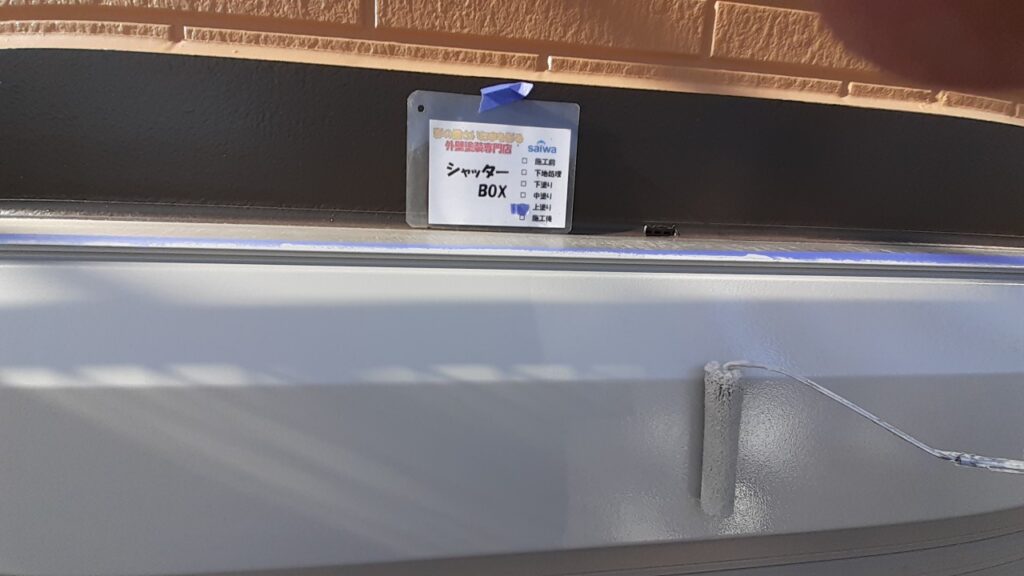 外壁塗装専門店
saiwa
シャッター
BOX
□ 施工前
□ 下地処理
□ 下塗り
□ 中塗り
上塗り
□ 施工後